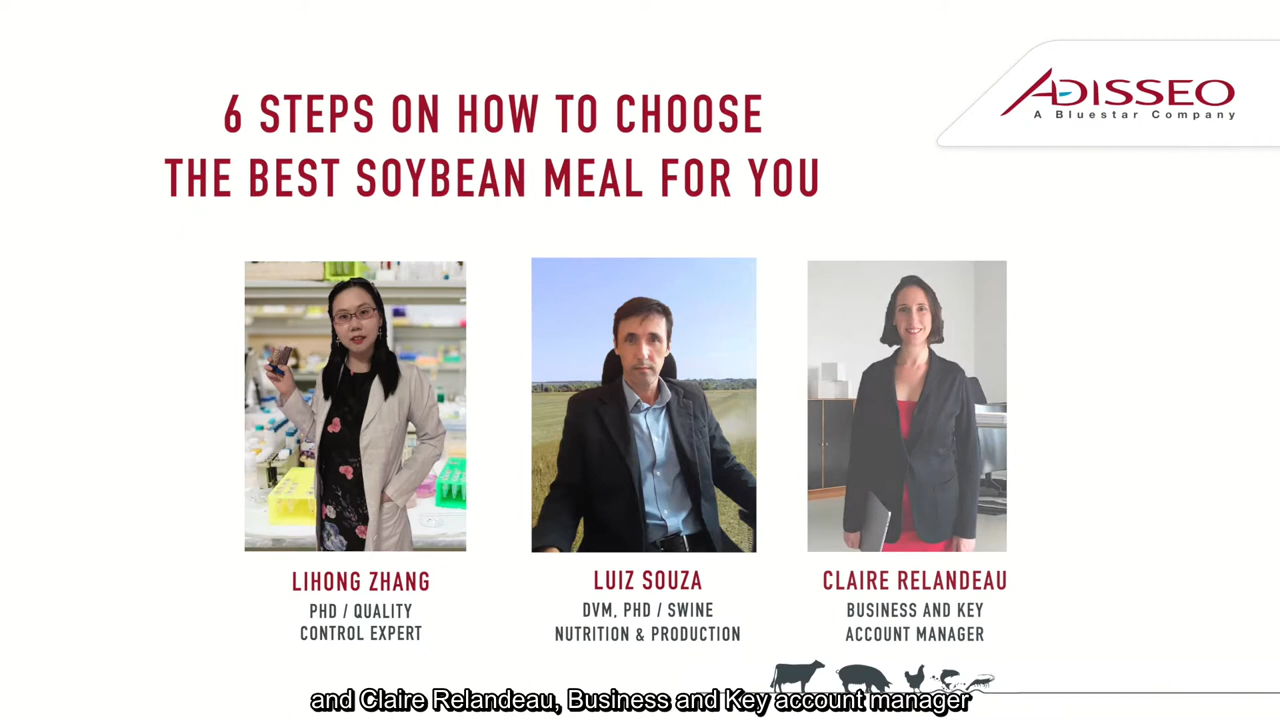 6 STEPS ON HOW TO CHOOSE
THE BEST SOYBEAN MEAL FOR YOU
ADISSEO
A Bluestar Company
LIHONG ZHANG
PHD / QUALITY
CONTROL EXPERT
LUIZ SOUZA
DVM, PHD / SWINE
NUTRITION & PRODUCTION
CLAIRE RELANDEAU
BUSINESS AND KEY
ACCOUNT MANAGER
and Claire Relandeau, Business and Key account manager